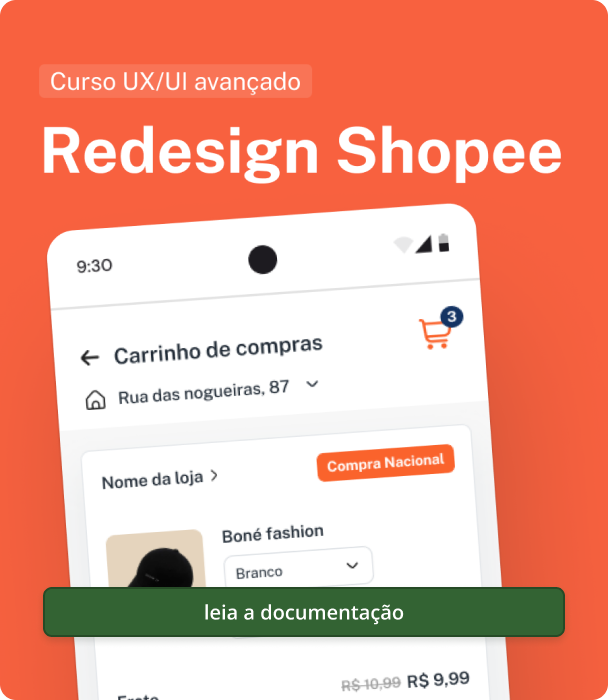 Curso UX/UI avançado
Redesign Shopee
9:30
3
Carrinho de compras
Rua das nogueiras, 87
Nome da loja
Compra Nacional
Boné fashion
Branco
leia a documentação
R$ 10,99 R$ 9,99
Frete